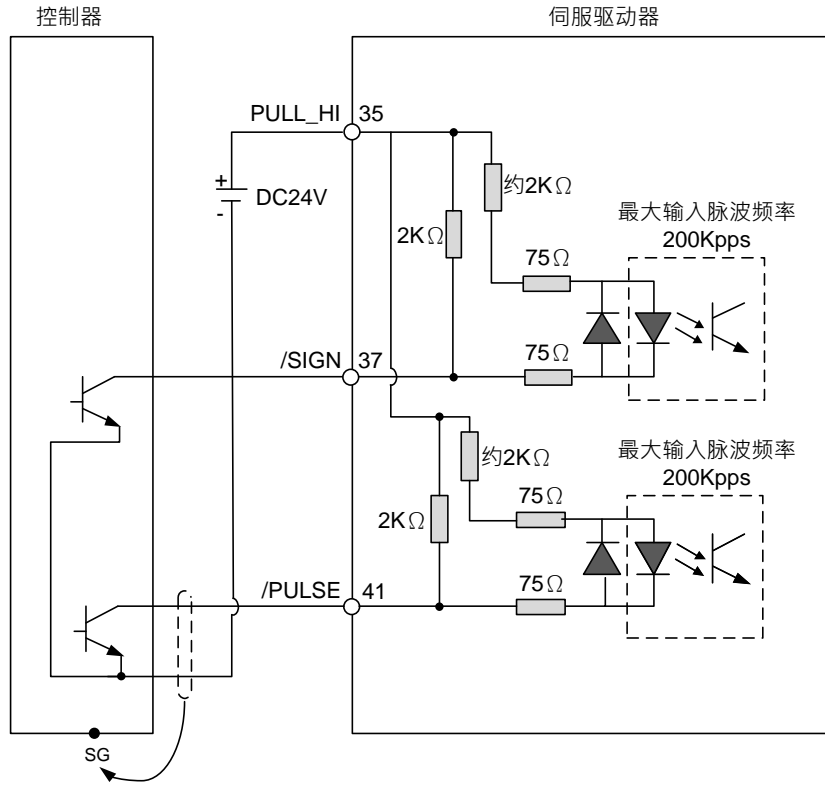 控制器
伺服驱动器
PULL_HI
35
+
-
DC24V
约2KΩ
2KΩ
最大输入脉波频率
200Kpps
75Ω
75Ω
/SIGN
37
约2KΩ
最大输入脉波频率
200Kpps
75Ω
2KΩ
75Ω
/PULSE
41
SG